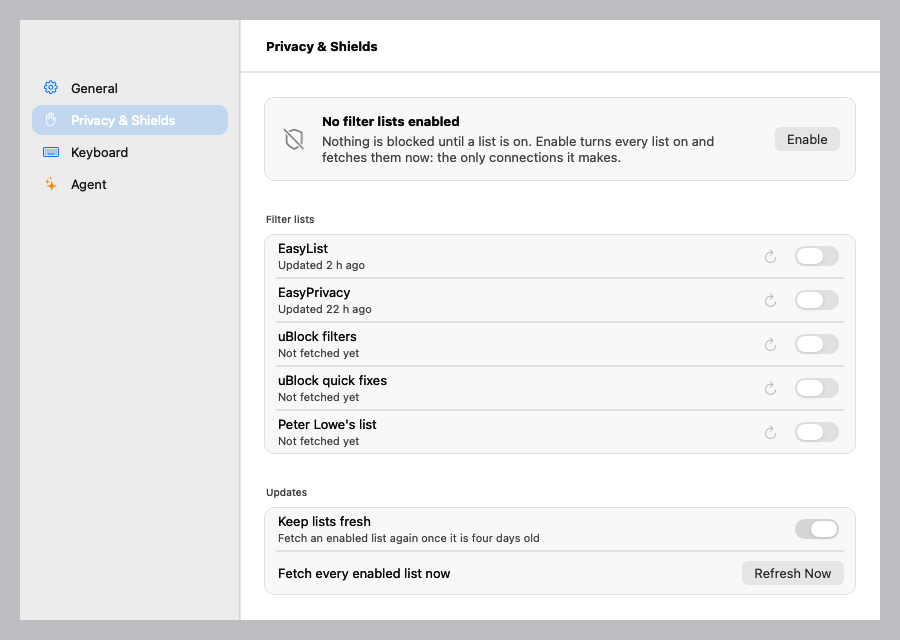 Privacy & Shields
General
Privacy & Shields
Keyboard
Agent
No filter lists enabled
Nothing is blocked until a list is on. Enable turns every list on and
fetches them now: the only connections it makes.
Enable
Filter lists
EasyList
Updated 2 h ago
EasyPrivacy
Updated 22 h ago
uBlock filters
Not fetched yet
uBlock quick fixes
Not fetched yet
Peter Lowe's list
Not fetched yet
Updates
Keep lists fresh
Fetch an enabled list again once it is four days old
Fetch every enabled list now
Refresh Now